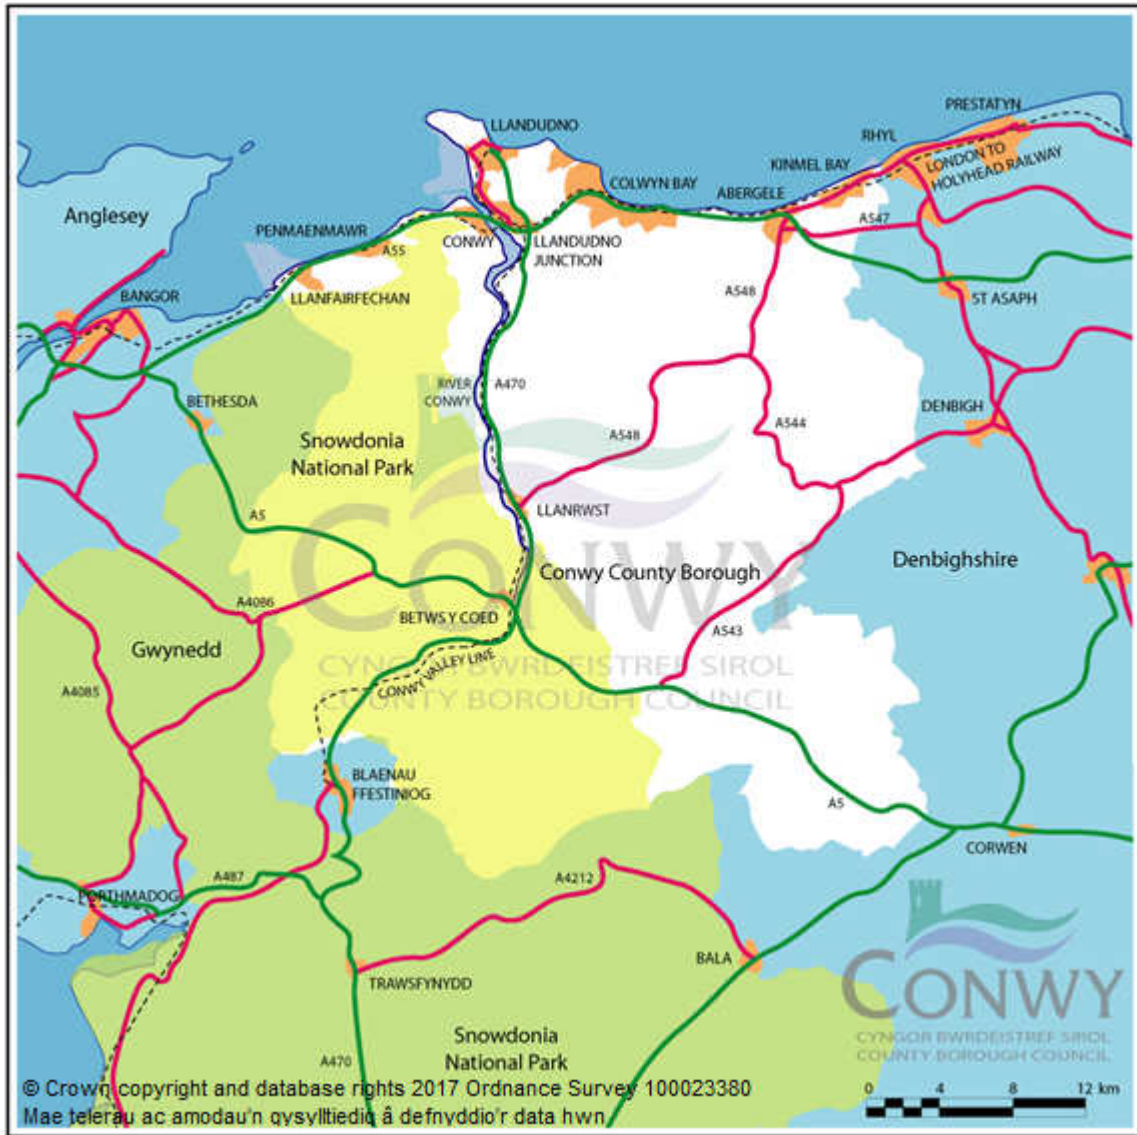 PRESTATYN
LLANDUDNO
RHYL
LONDON TO
HOLYHEAD RAILWAY
KINMEL BAY
COLWYN BAY
ABERGELE
Anglesey
A547
PENMAENMAWR
CONWY
A55
LLANDUDNO
JUNCTION
BANGOR
LLANFAIRFECHAN
A548
ST ASAPH
RIVER
CONWY
A470
BETHESDA
DENBIGH
A544
A548
Snowdonia
National Park
LLANRWST
A5
CONWY
Conwy County Borough
Denbighshire
A4086
BETWS Y COED
A543
Gwynedd
CONWY VALLEY LINE
CYNGOR BWRDEISTREF SIROL
COUNTY BOROUGH COUNCIL
A4085
BLAENAU
FFESTINIOG
A5
CORWEN
A487
A4212
PORTHMADOG
BALA
TRAWSFYNYDD
CONWY
CYNGOR BWRDEISTREF SIROL
COUNTY BOROUGH COUNCIL
Snowdonia
National Park
A470
© Crown copyright and database rights 2017 Ordnance Survey 100023380
0 4 8 12 km
Mae telerau ac amodau'n gysylltiedig â defnyddio'r data hwn